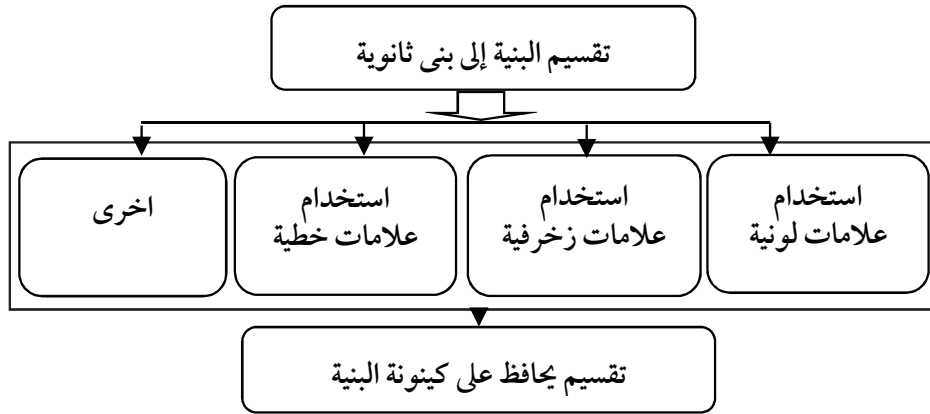 تقسيم البنية إلى بنى ثانوية
استخدام
علامات لونية
استخدام
علامات زخرفية
استخدام
علامات خطية
اخرى
تقسيم يحافظ على كينونة البنية